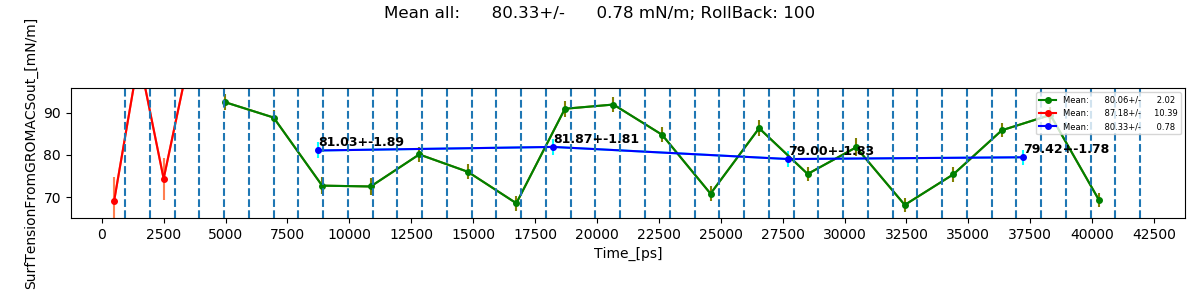 Mean all: 80.33+/- 0.78 mN/m; RollBack: 100
SurfTensionFromGROMACSout_[mN/m]
90
80
70
Mean: 80.06+/- 2.02
Mean: 87.18+/- 10.39
Mean: 80.33+/- 0.78
81.03+-1.89
81.87+-1.81
79.00+-1.83
79.42+-1.78
0 2500 5000 7500 10000 12500 15000 17500 20000 22500 25000 27500 30000 32500 35000 37500 40000 42500
Time_[ps]